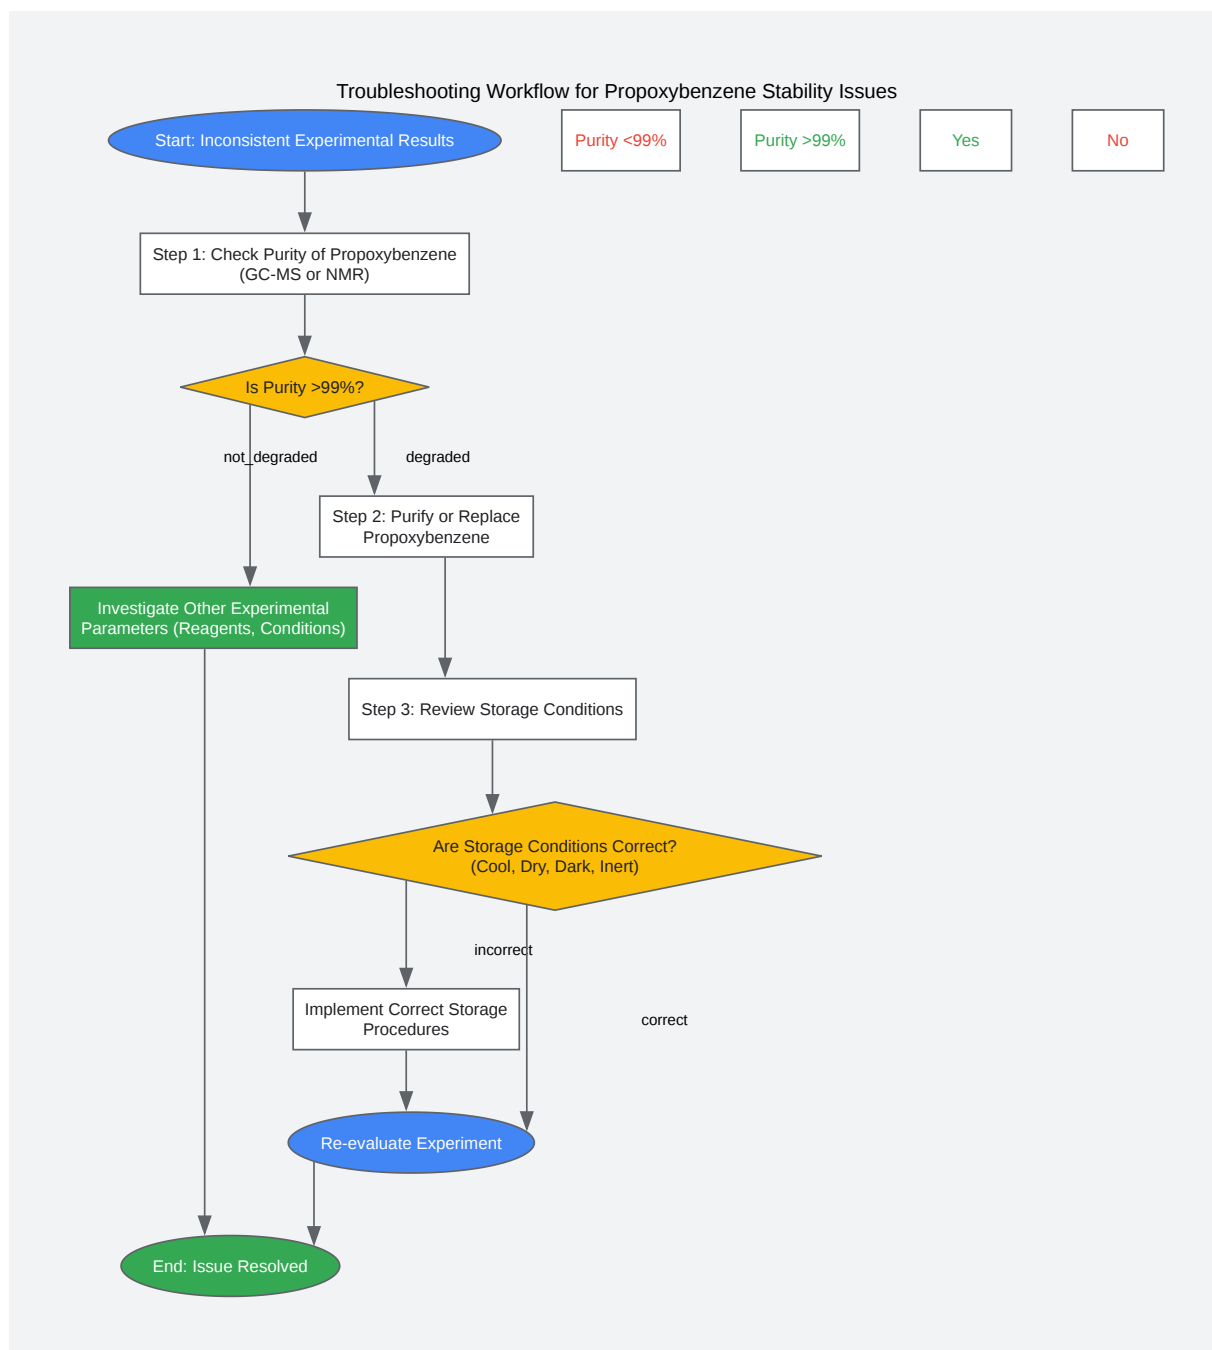 Troubleshooting Workflow for Propoxybenzene Stability Issues
Start: Inconsistent Experimental Results
Purity <99%
Purity >99%
Yes
No
Step 1: Check Purity of Propoxybenzene
(GC-MS or NMR)
Is Purity >99%?
not_degraded
degraded
Step 2: Purify or Replace
Propoxybenzene
Investigate Other Experimental
Parameters (Reagents, Conditions)
Step 3: Review Storage Conditions
Are Storage Conditions Correct?
(Cool, Dry, Dark, Inert)
incorrect
Implement Correct Storage
Procedures
correct
Re-evaluate Experiment
End: Issue Resolved